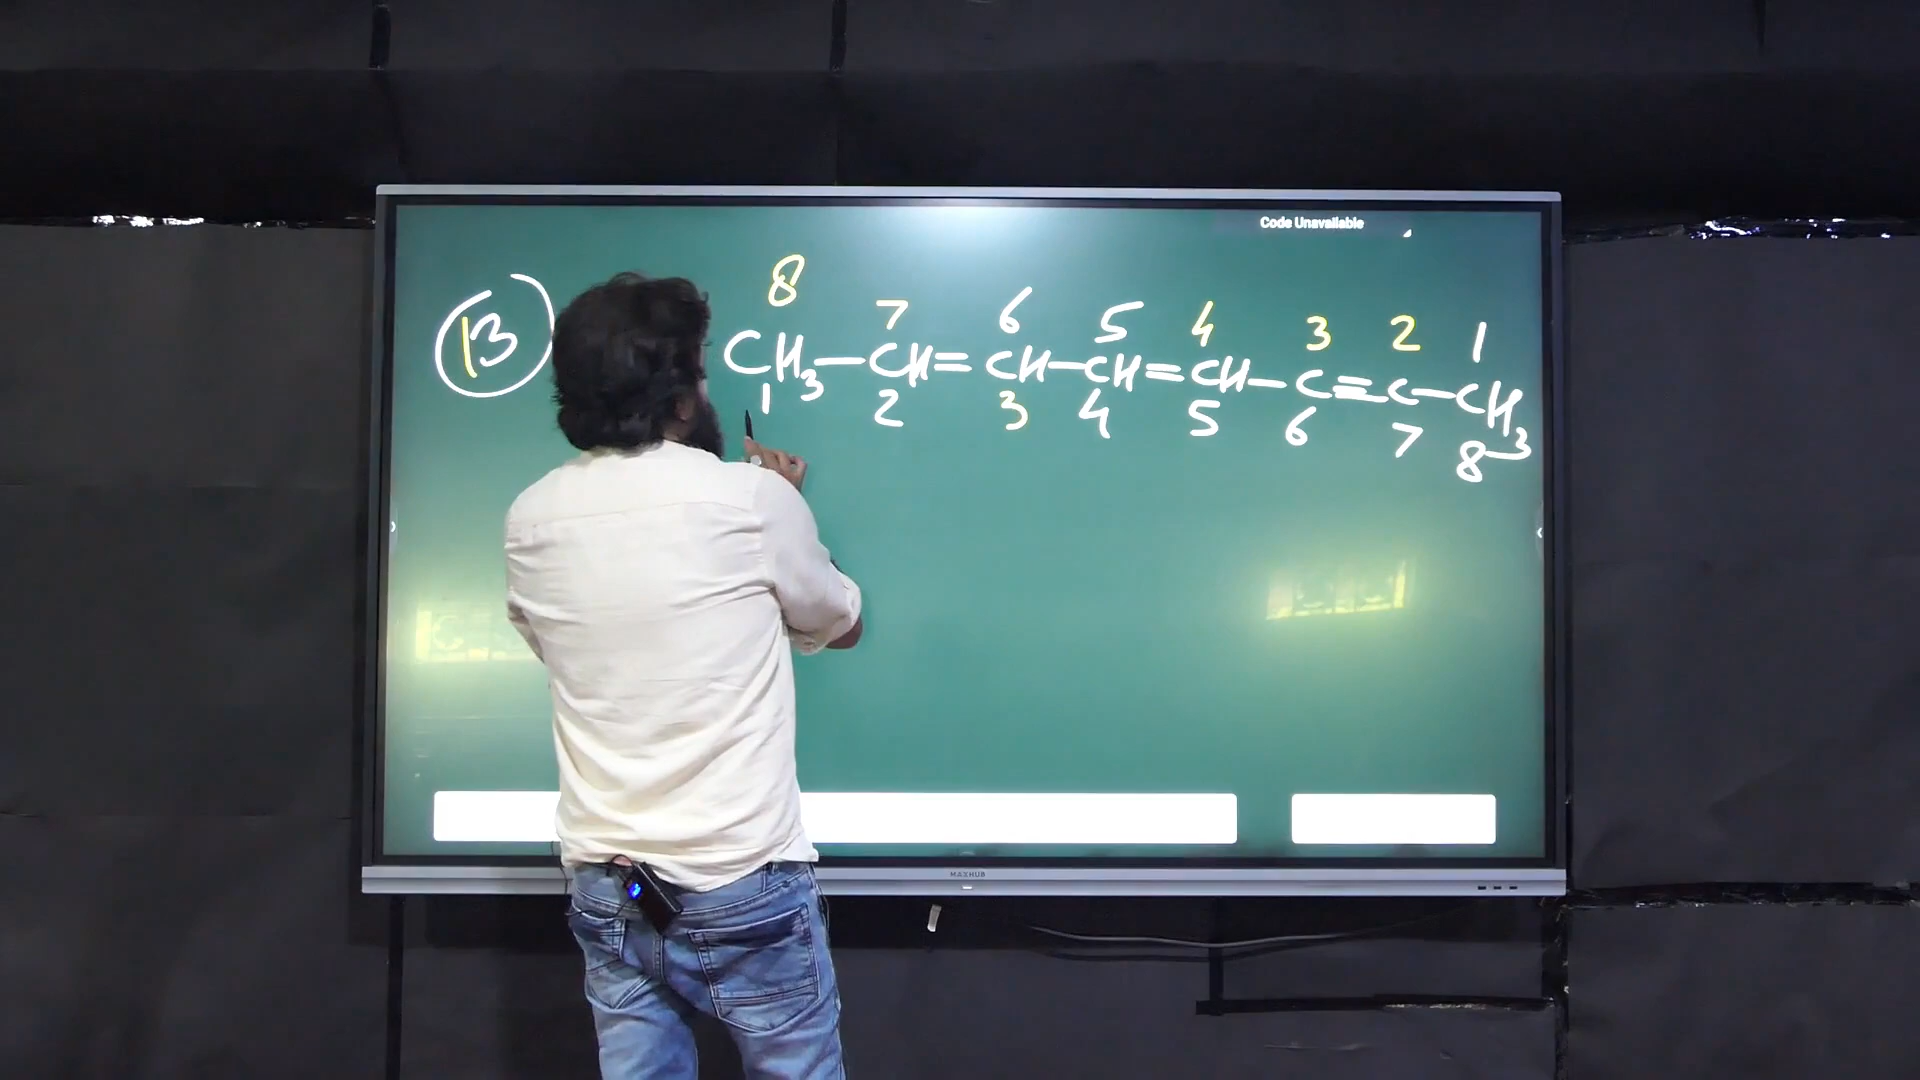 Code Unavailable
13
8 7 6 5 4 3 2 1
CH₃-CH=CH-CH=CH-C≡C-CH₃
1 2 3 4 5 6 7 8
MAXHUB